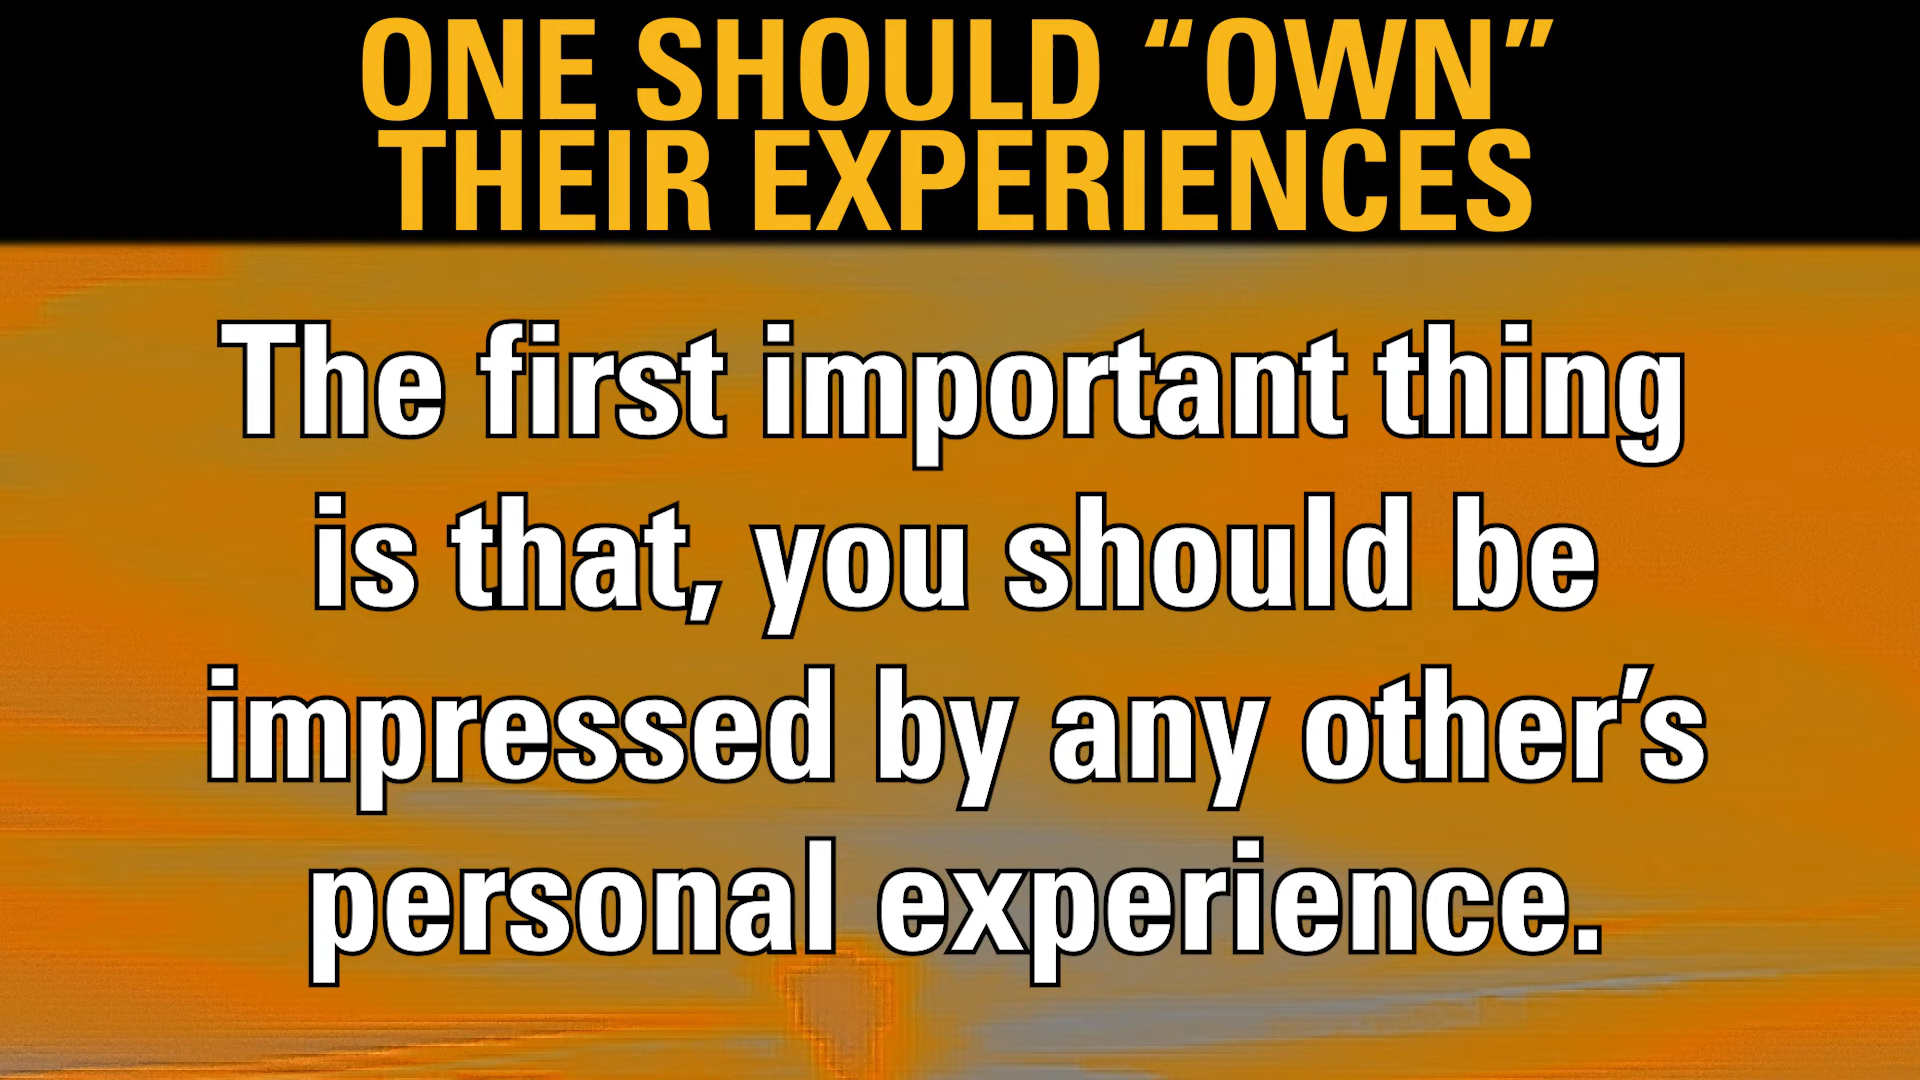 ONE SHOULD “OWN”
THEIR EXPERIENCES
The first important thing
is that, you should be
impressed by any other’s
personal experience.